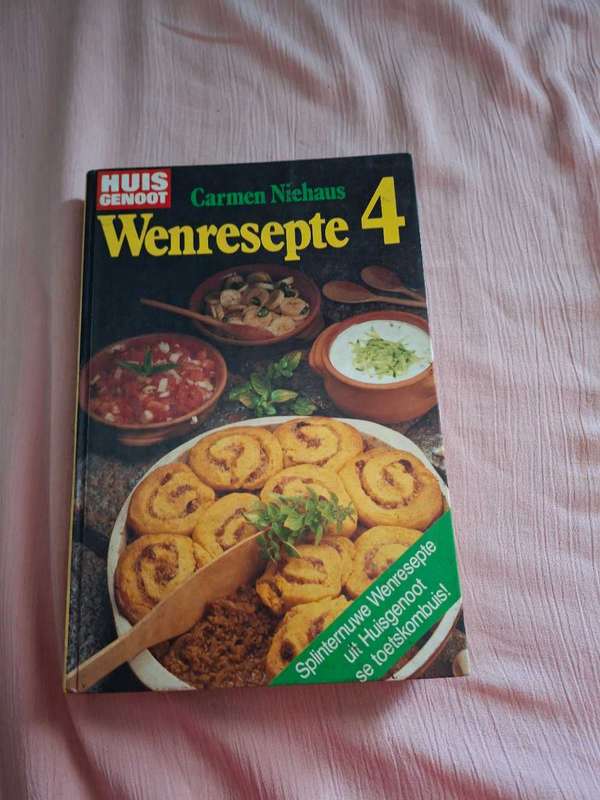 HUIS
GENOOT
Carmen Niehaus
Wenresepte 4
Splinternuwe Wenresepte
uit Huisgenoot
se toetskombuis!